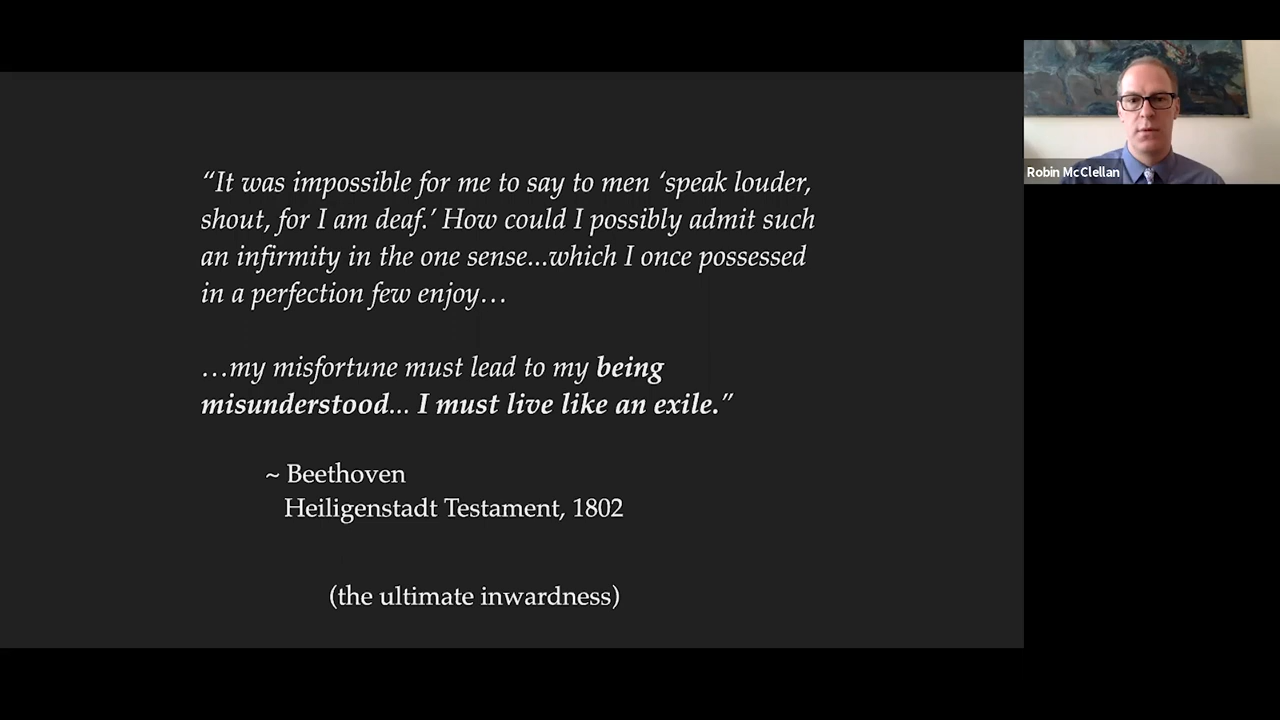 “It was impossible for me to say to men ‘speak louder,
shout, for I am deaf.’ How could I possibly admit such
an infirmity in the one sense...which I once possessed
in a perfection few enjoy…
…my misfortune must lead to my being
misunderstood... I must live like an exile.”
~ Beethoven
Heiligenstadt Testament, 1802
(the ultimate inwardness)
Robin McClellan